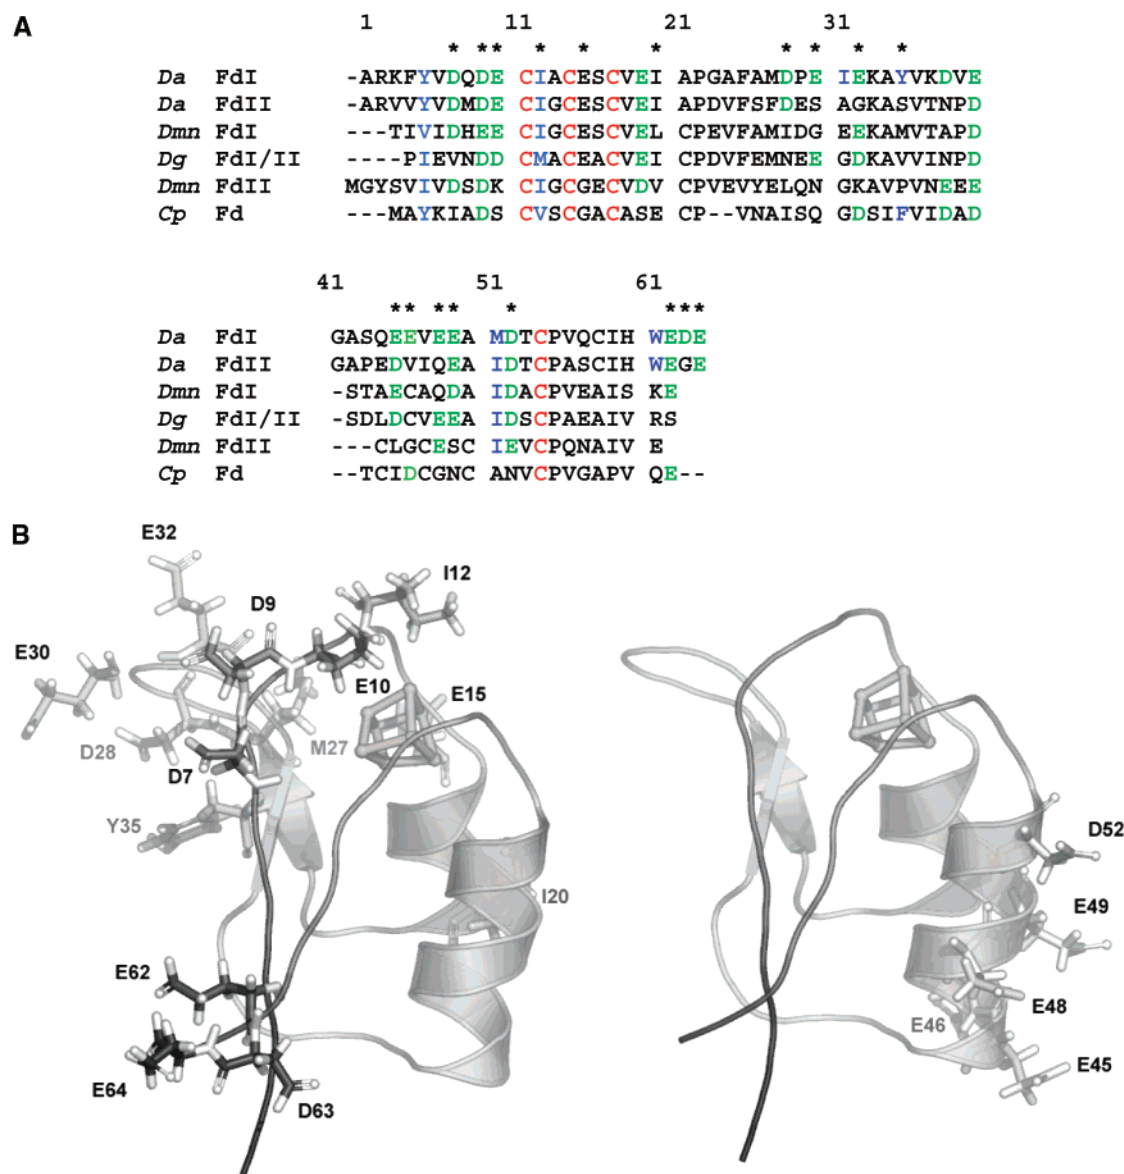 A
1 11 21 31
* ** * * * * * * *
Da FdI -ARKFYVDQDE CIACESCVEI APGAFAMDPE IEKAYVKDVE
Da FdII -ARVVYVDMDE CIGCESCVEI APDVFSFDES AGKASVTNPD
Dmn FdI ---TIVIDHEE CIGCESCVEL CPEVFAMIDG EEKAMVTAPD
Dg FdI/II ----PIEVNDD CMACEACVEI CPDVFEMNEE GDKAVVINPD
Dmn FdII MGYSVIVDSDK CIGCGECVDV CPVEVYELQN GKAVPVNEEE
Cp Fd ---MAYKIADS CVSCGACASE CP--VNAISQ GDSIFVIDAD
41 51 61
** ** * ***
Da FdI GASQEEVEEA MDTCPVQCIH WEDE
Da FdII GAPEDVIQEA IDTCPASCIH WEGE
Dmn FdI -STAECAQDA IDACPVEAIS KE
Dg FdI/II -SDLDCVEEA IDSCPAEAIV RS
Dmn FdII ---CLGCESC IEVCPQNAIV E
Cp Fd --TCIDCGNC ANVCPVGAPV QE--
B
E32
I12
D9
E30
E10
E15
D28
M27
D7
Y35
D52
I20
E49
E62
E46
E48
E45
E64
D63